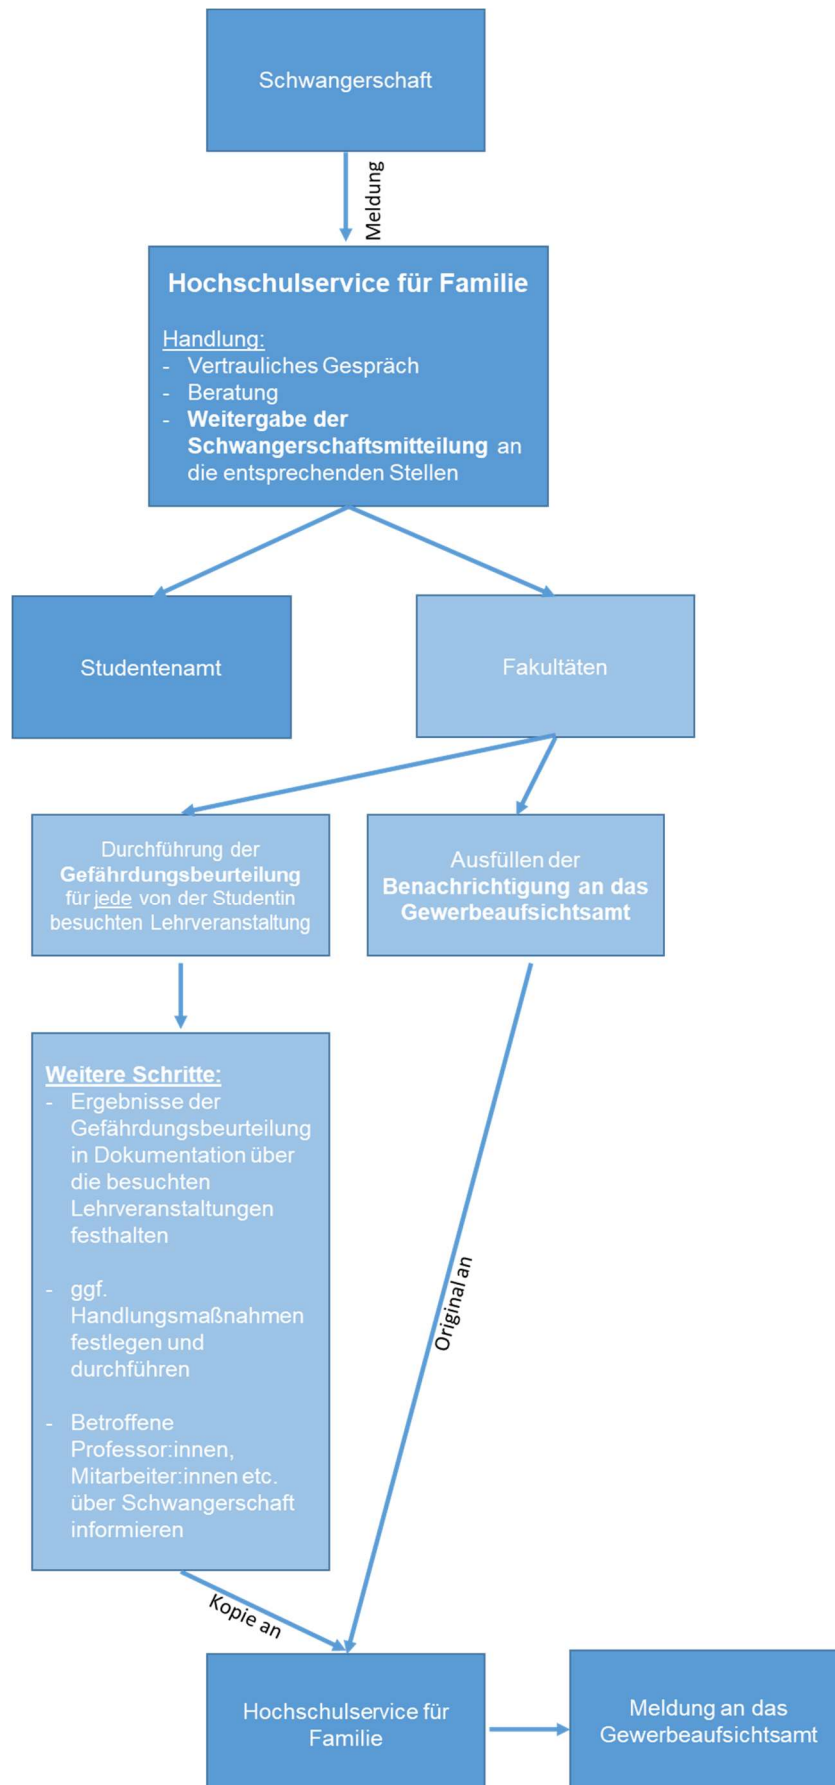 Schwangerschaft
Meldung
Hochschulservice für Familie
Handlung:
- Vertrauliches Gespräch
- Beratung
- Weitergabe der
Schwangerschaftsmitteilung an
die entsprechenden Stellen
Studentenamt
Fakultäten
Durchführung der
Gefährdungsbeurteilung
für jede von der Studentin
besuchten Lehrveranstaltung
Ausfüllen der
Benachrichtigung an das
Gewerbeaufsichtsamt
Weitere Schritte:
- Ergebnisse der
Gefährdungsbeurteilung
in Dokumentation über
die besuchten
Lehrveranstaltungen
festhalten
- ggf.
Handlungsmaßnahmen
festlegen und
durchführen
- Betroffene
Professor:innen,
Mitarbeiter:innen etc.
über Schwangerschaft
informieren
Original an
Kopie an
Hochschulservice für
Familie
Meldung an das
Gewerbeaufsichtsamt